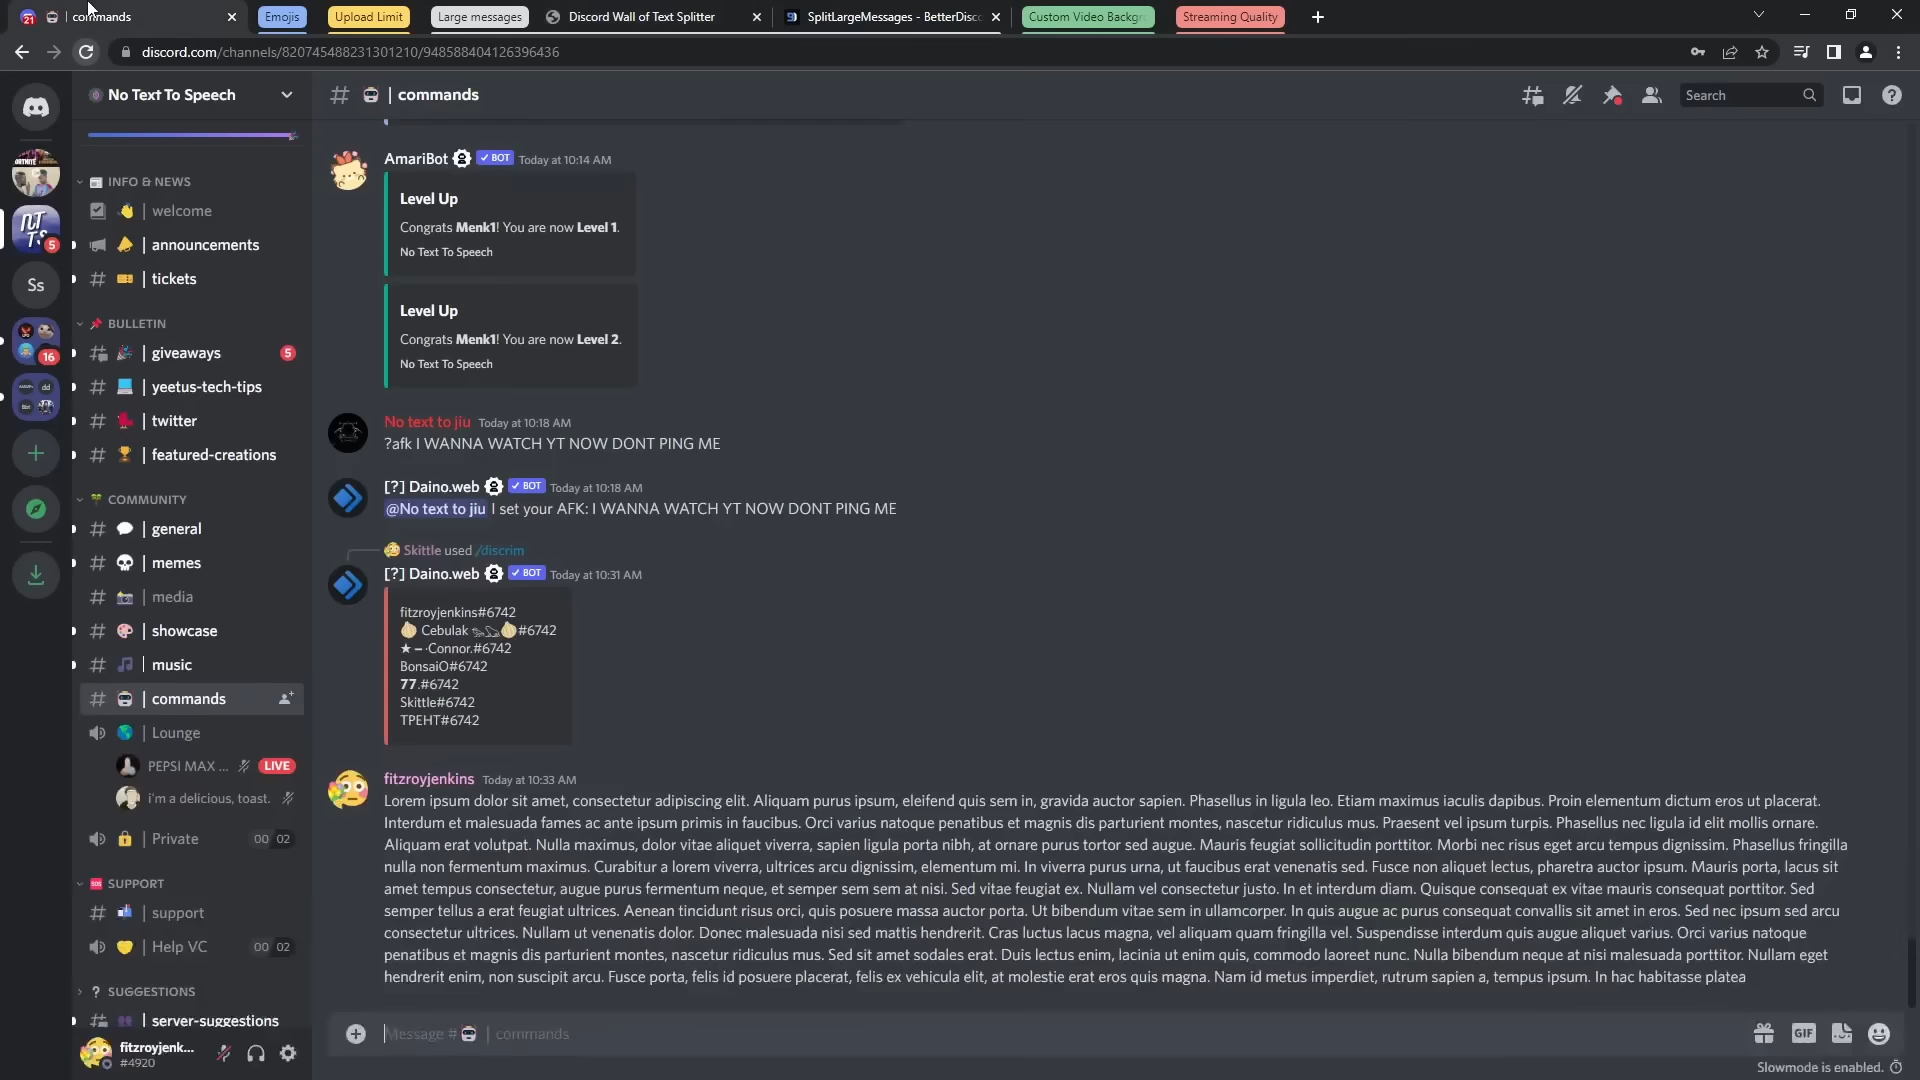 21
commands
Emojis
Upload Limit
Large messages
Discord Wall of Text Splitter
SplitLargeMessages - BetterDisc
Custom Video Backgr
Streaming Quality
discord.com/channels/820745488231301210/948588404126396436
No Text To Speech
# | commands
Search
INFO & NEWS
| welcome
| announcements
# | tickets
BULLETIN
| giveaways 5
# | yeetus-tech-tips
# | twitter
# | featured-creations
COMMUNITY
# | general
# | memes
# | media
# | showcase
# | music
# | commands
| Lounge
PEPSI MAX ... LIVE
i'm a delicious, toast.
| Private 00 02
SUPPORT
# | support
| Help VC 00 02
? SUGGESTIONS
| server-suggestions
fitzroyjenk...
#4920
5
Ss
16
AmariBot BOT Today at 10:14 AM
Level Up
Congrats Menk1! You are now Level 1.
No Text To Speech
Level Up
Congrats Menk1! You are now Level 2.
No Text To Speech
No text to jiu Today at 10:18 AM
?afk I WANNA WATCH YT NOW DONT PING ME
[?] Daino.web BOT Today at 10:18 AM
@No text to jiu I set your AFK: I WANNA WATCH YT NOW DONT PING ME
Skittle used /discrim
[?] Daino.web BOT Today at 10:31 AM
fitzroyjenkins#6742
Cebulak #6742
★ – ·Connor.#6742
BonsaiO#6742
77.#6742
Skittle#6742
TPEHT#6742
fitzroyjenkins Today at 10:33 AM
Lorem ipsum dolor sit amet, consectetur adipiscing elit. Aliquam purus ipsum, eleifend quis sem in, gravida auctor sapien. Phasellus in ligula leo. Etiam maximus iaculis dapibus. Proin elementum dictum eros ut placerat.
Interdum et malesuada fames ac ante ipsum primis in faucibus. Orci varius natoque penatibus et magnis dis parturient montes, nascetur ridiculus mus. Praesent vel ipsum turpis. Phasellus nec ligula id elit mollis ornare.
Aliquam erat volutpat. Nulla maximus, dolor vitae aliquet viverra, sapien ligula porta nibh, at ornare purus tortor sed augue. Mauris feugiat sollicitudin porttitor. Morbi nec risus eget arcu tempus dignissim. Phasellus fringilla
nulla non fermentum maximus. Curabitur a lorem viverra, ultrices arcu dignissim, elementum mi. In viverra purus urna, ut faucibus erat venenatis sed. Fusce non aliquet lectus, pharetra auctor ipsum. Mauris porta, lacus sit
amet tempus consectetur, augue purus fermentum neque, et semper sem sem at nisi. Sed vitae feugiat ex. Nullam vel consectetur justo. In et interdum diam. Quisque consequat ex vitae mauris consequat porttitor. Sed
semper tellus a erat feugiat ultrices. Aenean tincidunt risus orci, quis posuere massa auctor porta. Ut bibendum vitae sem in ullamcorper. In quis augue ac purus consequat convallis sit amet in eros. Sed nec ipsum sed arcu
consectetur ultrices. Nullam ut venenatis dolor. Donec malesuada nisi sed mattis hendrerit. Cras luctus lacus magna, vel aliquam quam fringilla vel. Suspendisse interdum quis augue aliquet varius. Orci varius natoque
penatibus et magnis dis parturient montes, nascetur ridiculus mus. Sed sit amet sodales erat. Duis lectus enim, lacinia ut enim quis, commodo laoreet nunc. Nulla bibendum neque at nisi malesuada porttitor. Nullam eget
hendrerit enim, non suscipit arcu. Fusce porta, felis id posuere placerat, felis ex vehicula elit, at molestie erat eros quis magna. Nam id metus imperdiet, rutrum sapien a, tempus ipsum. In hac habitasse platea
Message # | commands
GIF
Slowmode is enabled.